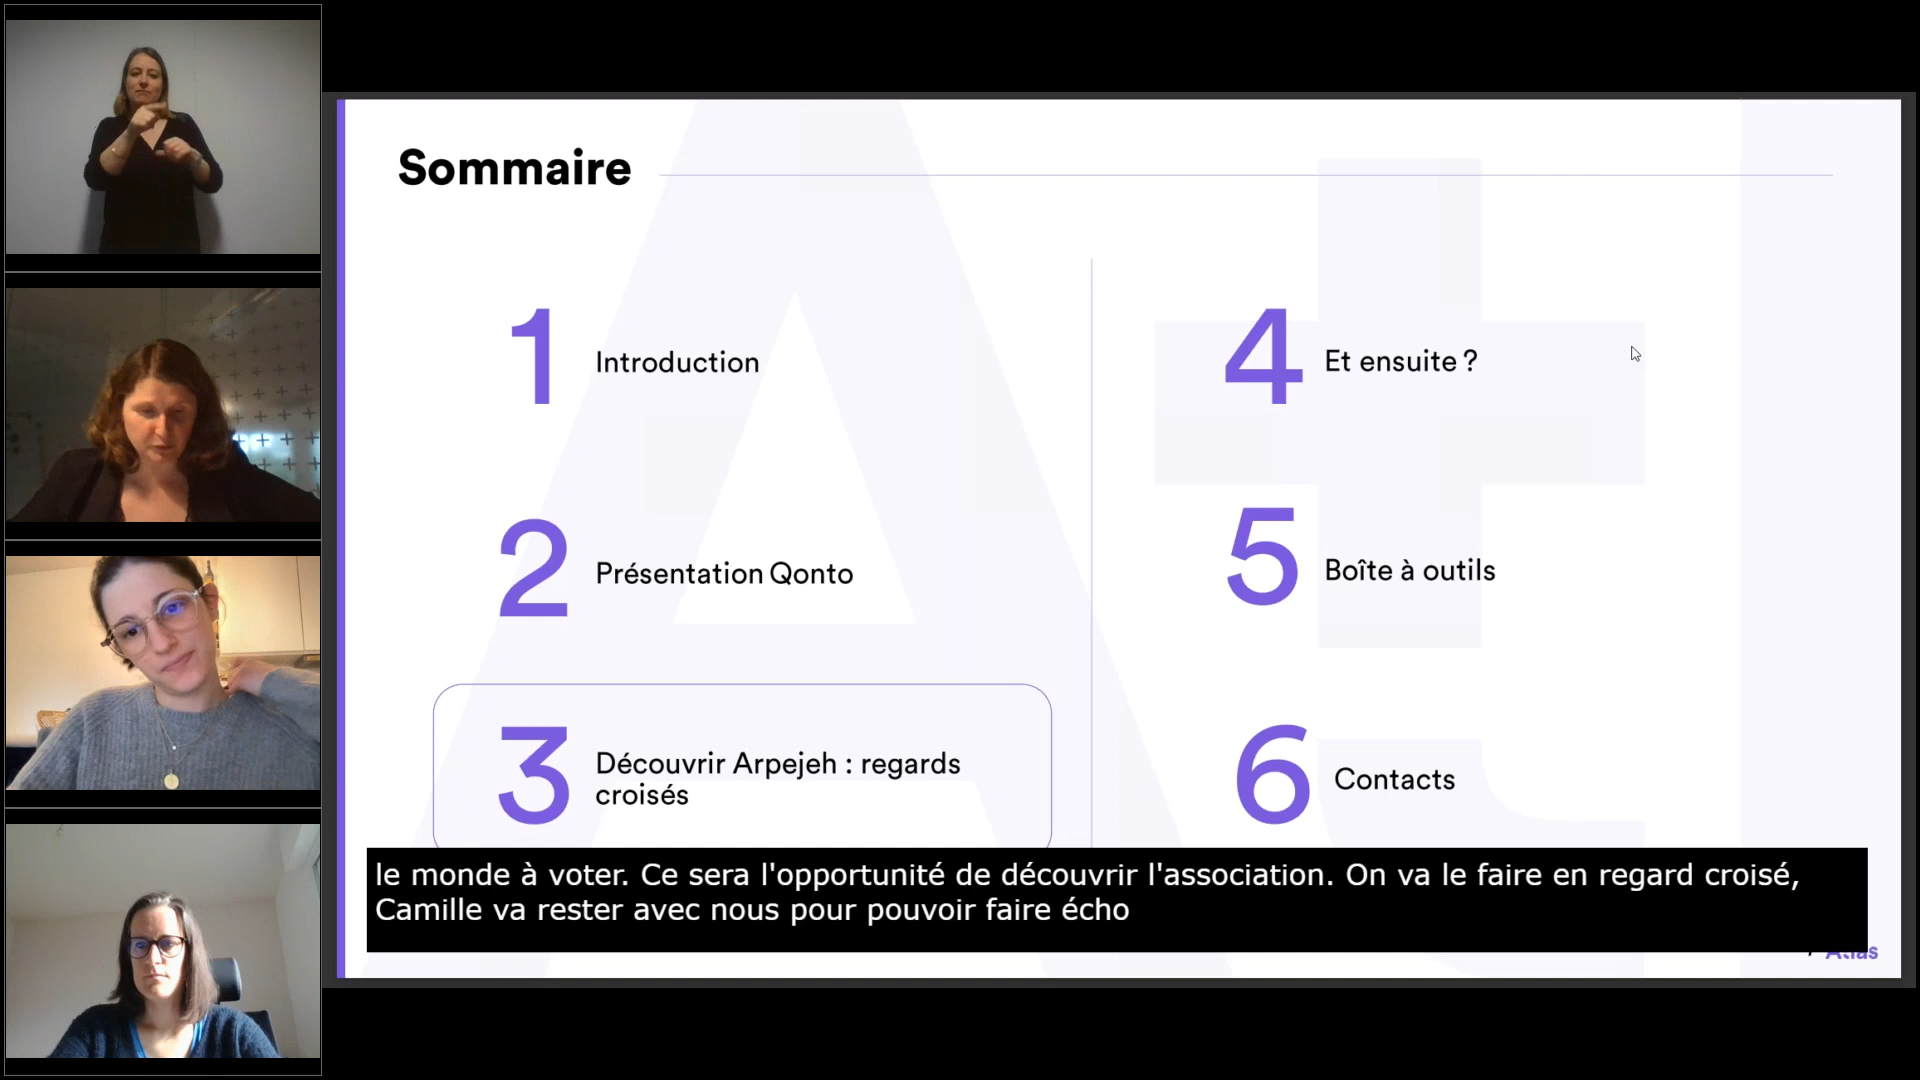 Sommaire
1
Introduction
2
Présentation Qonto
3
Découvrir Arpejeh : regards
croisés
4
Et ensuite ?
5
Boîte à outils
6
Contacts
le monde à voter. Ce sera l'opportunité de découvrir l'association. On va le faire en regard croisé,
Camille va rester avec nous pour pouvoir faire écho
Atlas